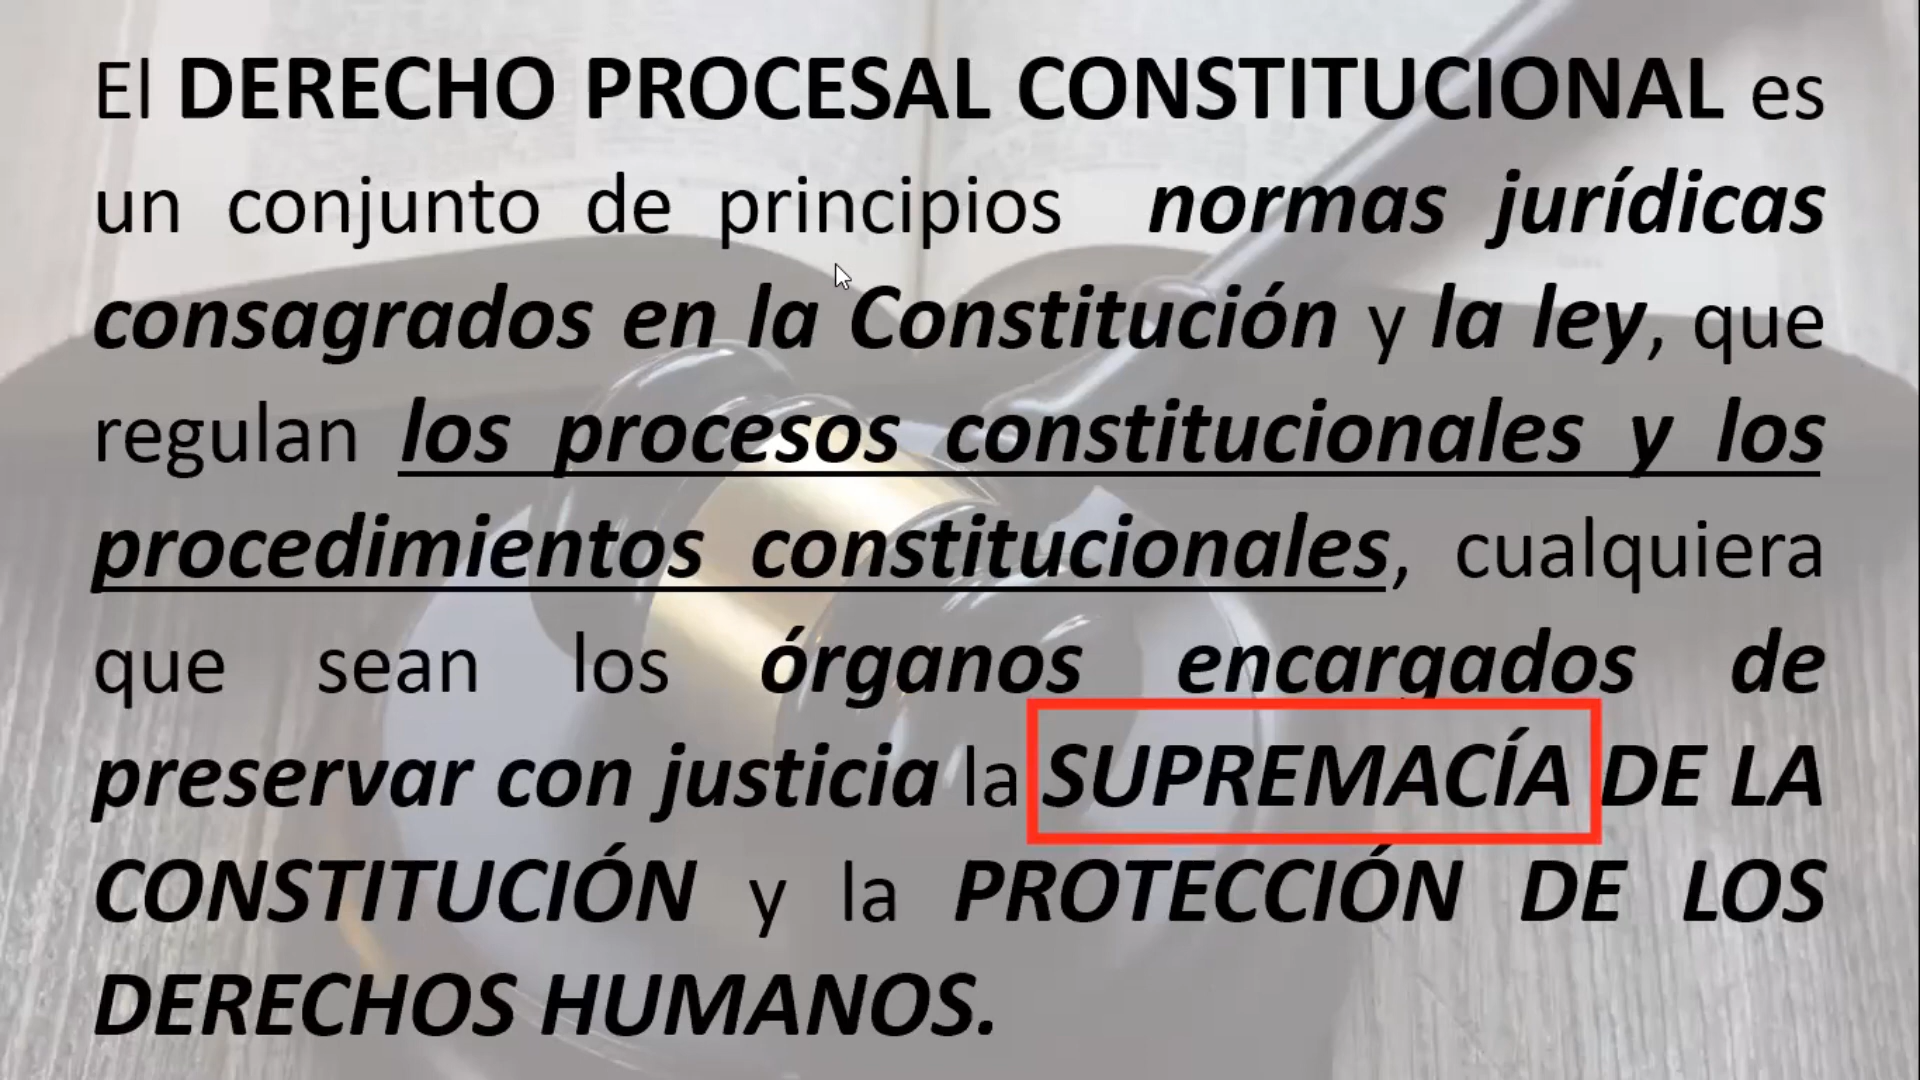 El DERECHO PROCESAL CONSTITUCIONAL es
un conjunto de principios normas jurídicas
consagrados en la Constitución y la ley, que
regulan los procesos constitucionales y los
procedimientos constitucionales, cualquiera
que sean los órganos encargados de
preservar con justicia la SUPREMACÍA DE LA
CONSTITUCIÓN y la PROTECCIÓN DE LOS
DERECHOS HUMANOS.